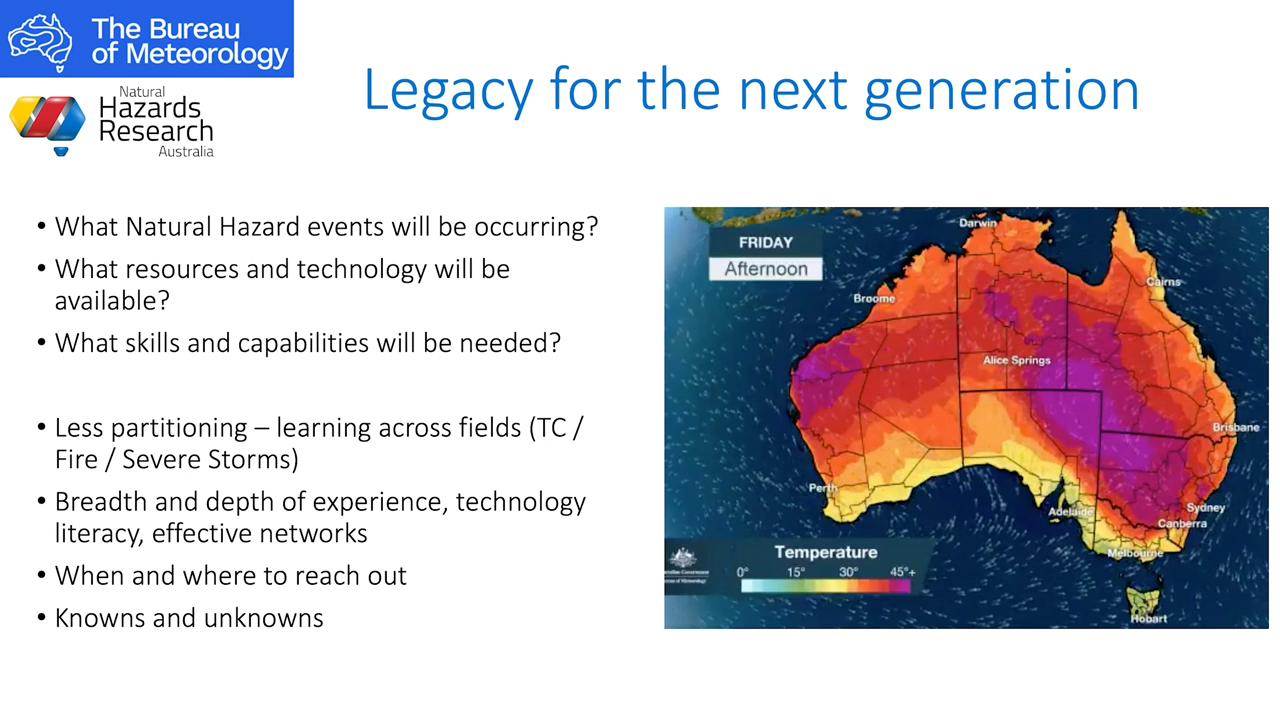 The Bureau
of Meteorology
Natural
Hazards
Research
Australia
Legacy for the next generation
• What Natural Hazard events will be occurring?
• What resources and technology will be
available?
• What skills and capabilities will be needed?
• Less partitioning – learning across fields (TC /
Fire / Severe Storms)
• Breadth and depth of experience, technology
literacy, effective networks
• When and where to reach out
• Knowns and unknowns
FRIDAY
Afternoon
Darwin
Cairns
Broome
Alice Springs
Brisbane
Perth
Adelaide
Sydney
Canberra
Melbourne
Hobart
Temperature
0° 15° 30° 45°+